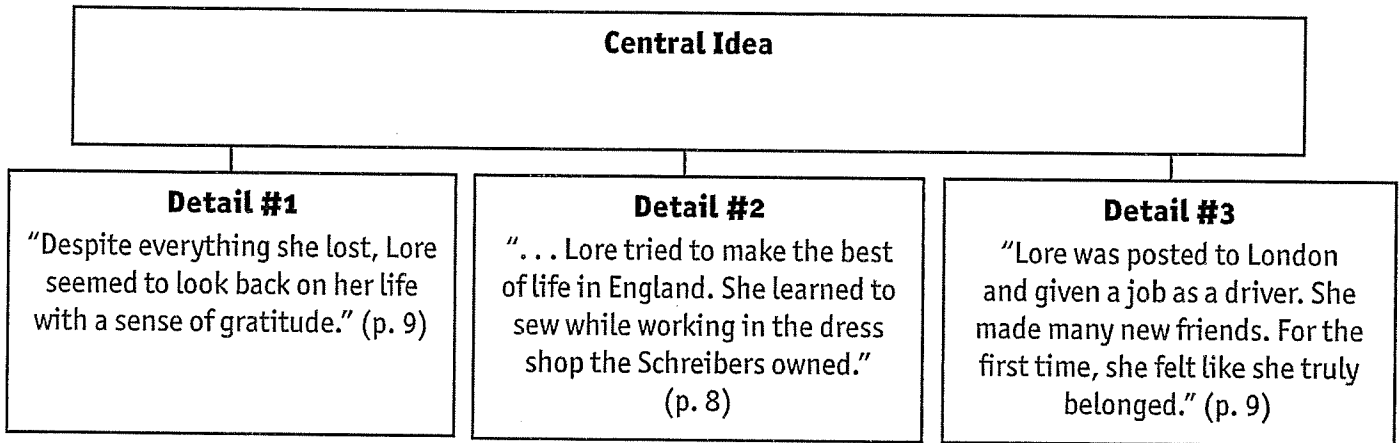 Central Idea
Detail #1
"Despite everything she lost, Lore
seemed to look back on her life
with a sense of gratitude." (p. 9)
Detail #2
". . . Lore tried to make the best
of life in England. She learned to
sew while working in the dress
shop the Schreibers owned."
(p. 8)
Detail #3
"Lore was posted to London
and given a job as a driver. She
made many new friends. For the
first time, she felt like she truly
belonged." (p. 9)